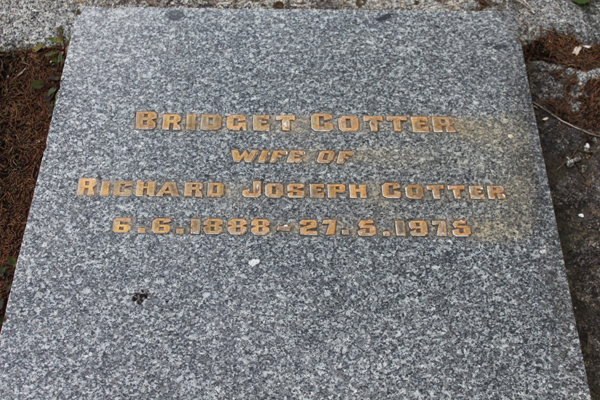 BRIDGET COTTER
WIFE OF
RICHARD JOSEPH COTTER
6.6.1888 - 27.5.1975